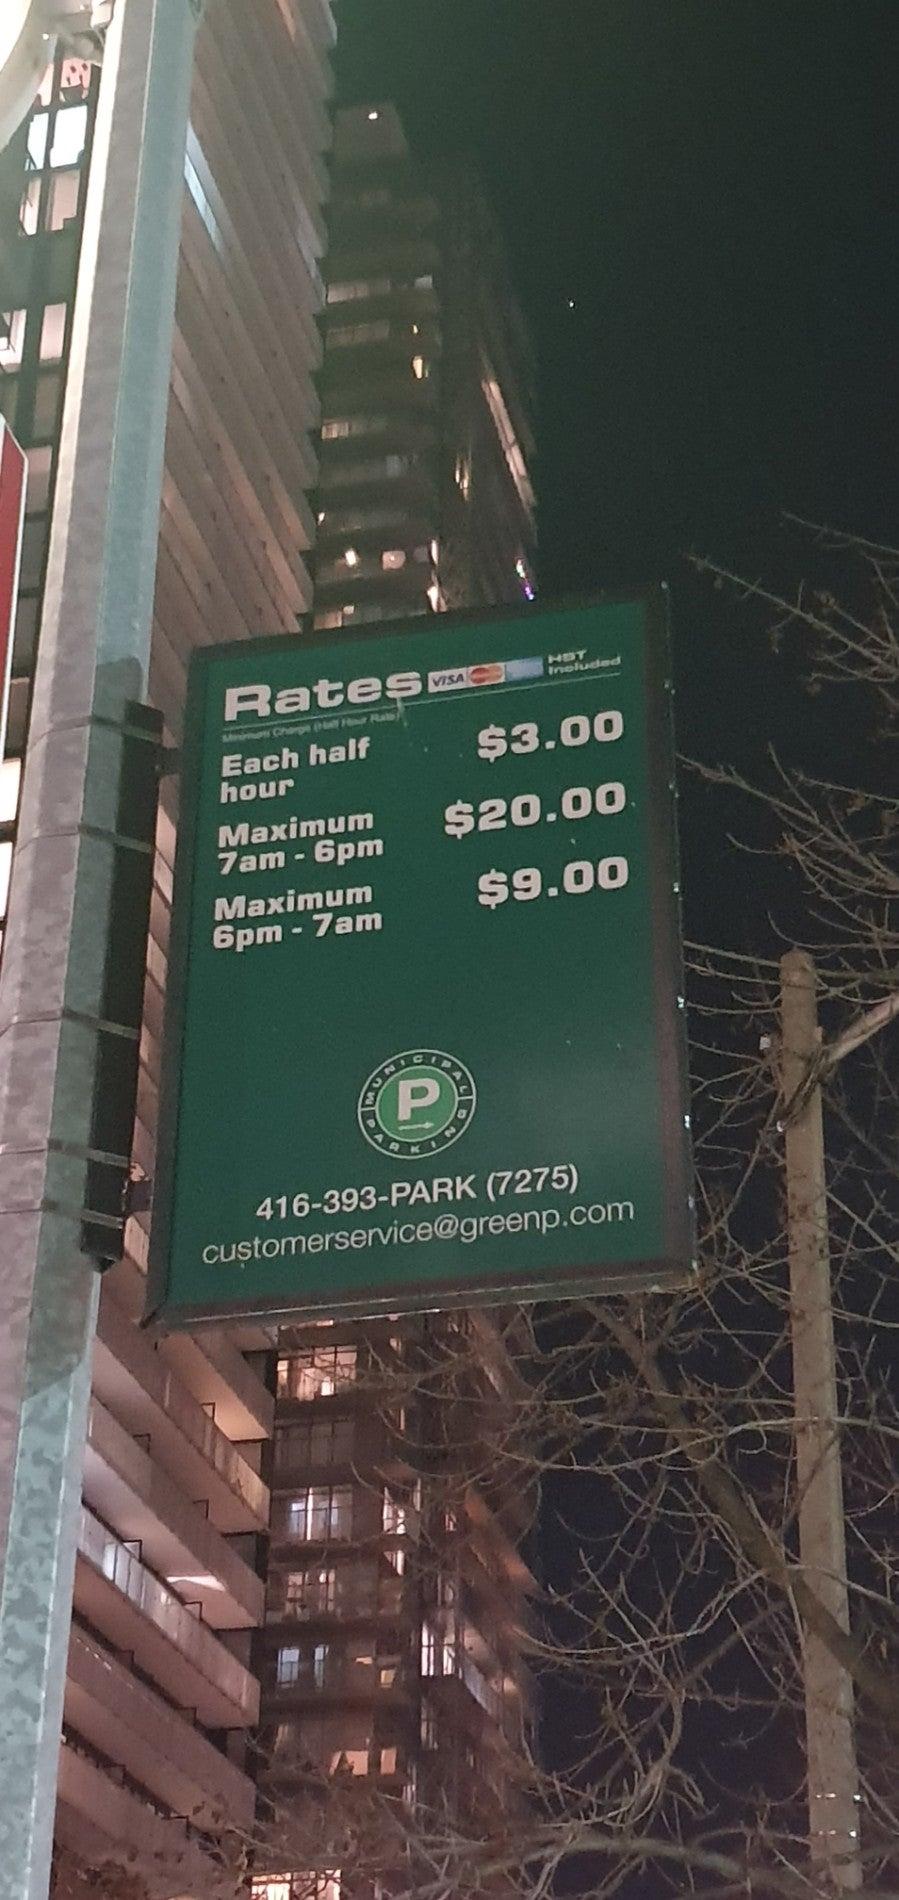 Rates VISA HST Included
Minimum Charge (Half Hour Rate)
Each half hour $3.00
Maximum 7am - 6pm $20.00
Maximum 6pm - 7am $9.00
MUNICIPAL
P
PARKING
416-393-PARK (7275)
customerservice@greenp.com